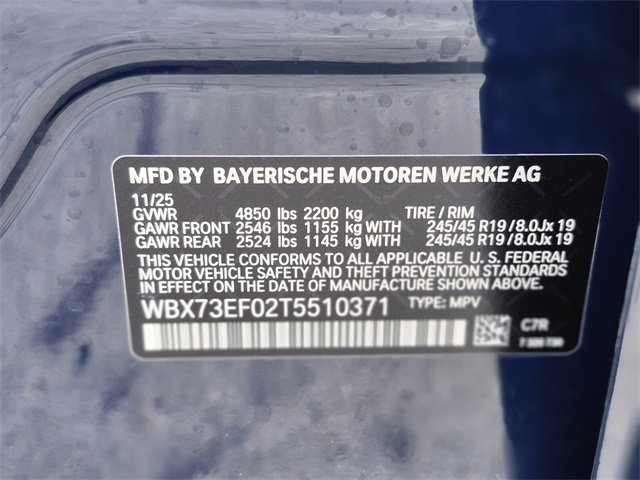 MFD BY BAYERISCHE MOTOREN WERKE AG
11/25
GVWR 4850 lbs 2200 kg TIRE / RIM
GAWR FRONT 2546 lbs 1155 kg WITH 245/45 R19 / 8.0Jx 19
GAWR REAR 2524 lbs 1145 kg WITH 245/45 R19 / 8.0Jx 19
THIS VEHICLE CONFORMS TO ALL APPLICABLE U. S. FEDERAL
MOTOR VEHICLE SAFETY AND THEFT PREVENTION STANDARDS
IN EFFECT ON THE DATE OF MANUFACTURE SHOWN ABOVE.
WBX73EF02T5510371 TYPE: MPV
C7R